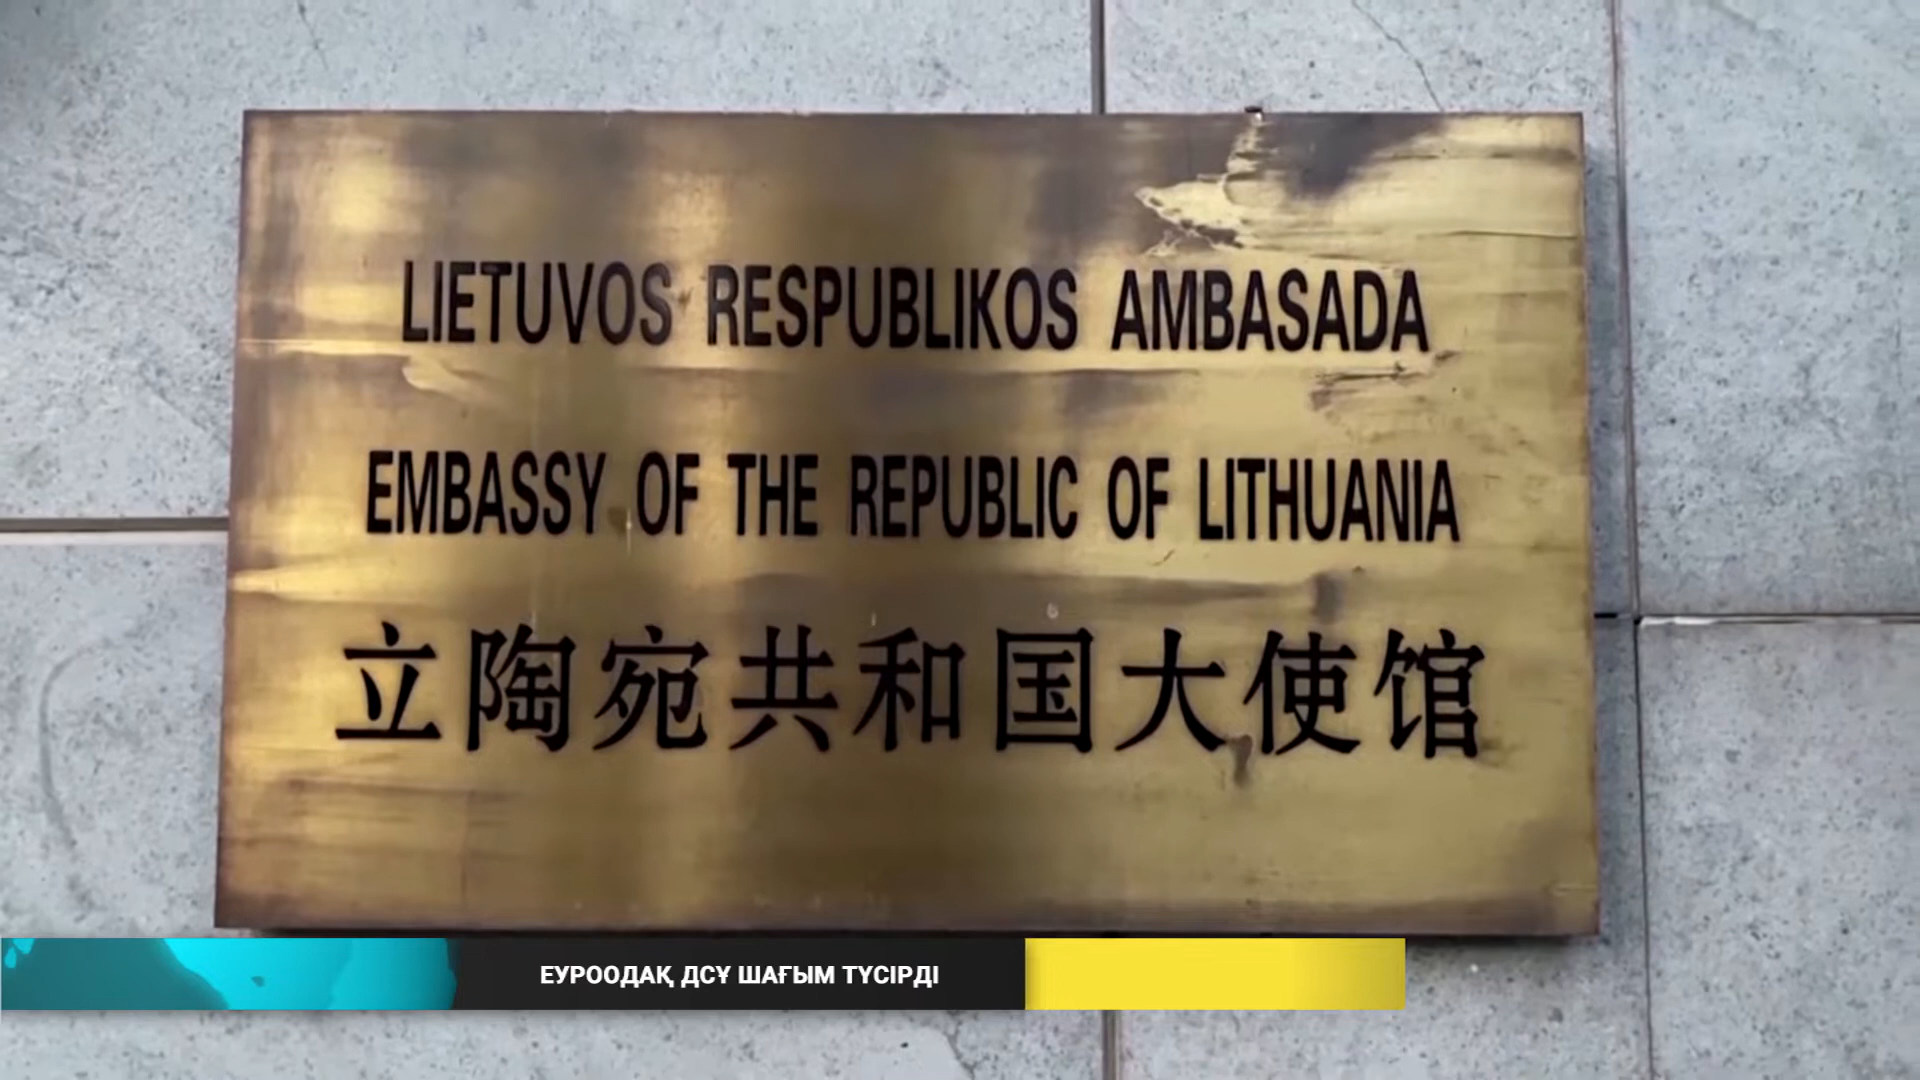 LIETUVOS RESPUBLIKOS AMBASADA
EMBASSY OF THE REPUBLIC OF LITHUANIA
立陶宛共和国大使馆
ЕУРООДАҚ ДСҰ ШАҒЫМ ТҮСІРДІ